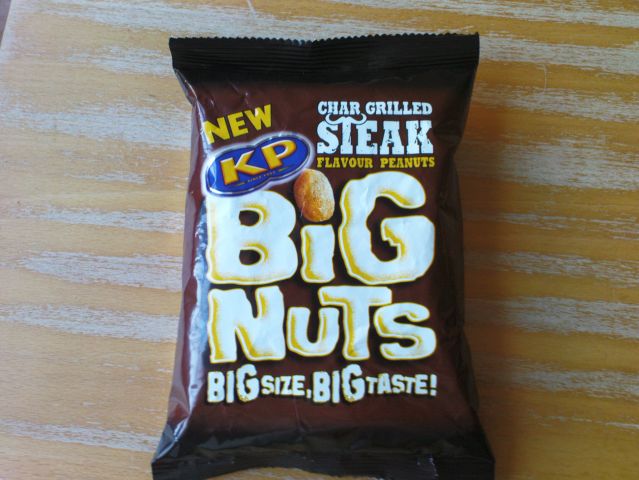 NEW
KP
CHAR GRILLED
STEAK
FLAVOUR PEANUTS
BiG
NUTS
BIG SIZE, BIG TASTE!